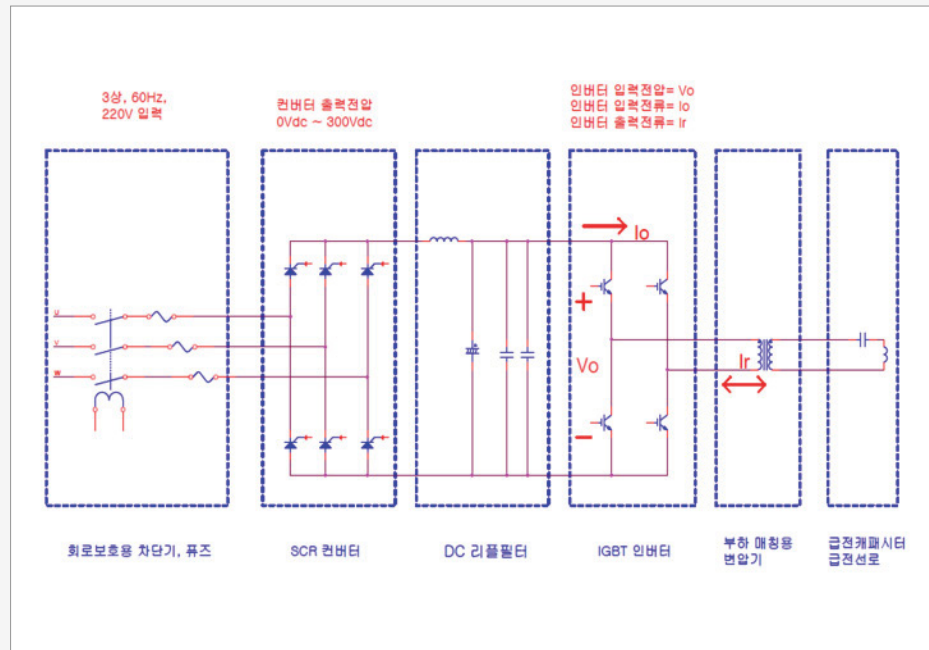 3상, 60Hz,
220V 입력
컨버터 출력전압
0Vdc ~ 300Vdc
인버터 입력전압= Vo
인버터 입력전류= Io
인버터 출력전류= Ir
Io
U
V
W
+
Vo
−
Ir
회로보호용 차단기, 퓨즈
SCR 컨버터
DC 리플필터
IGBT 인버터
부하 매칭용
변압기
급전캐패시터
급전선로